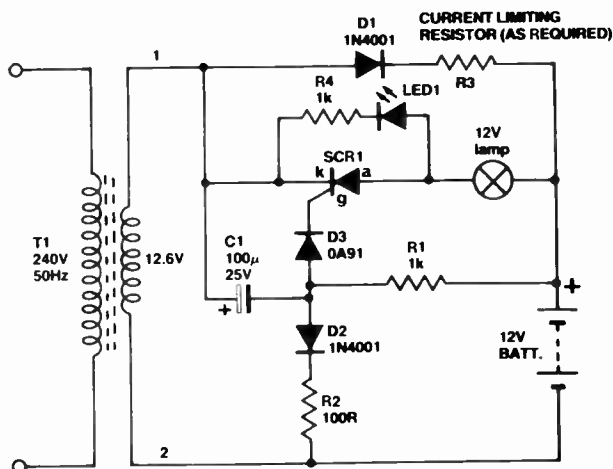 CURRENT LIMITING
RESISTOR (AS REQUIRED)
D1
1N4001
1
R3
R4
1k
LED1
12V
lamp
SCR1
k
a
g
T1
240V
50Hz
12.6V
C1
100µ
25V
+
D3
0A91
R1
1k
+
D2
1N4001
12V
BATT.
R2
100R
2